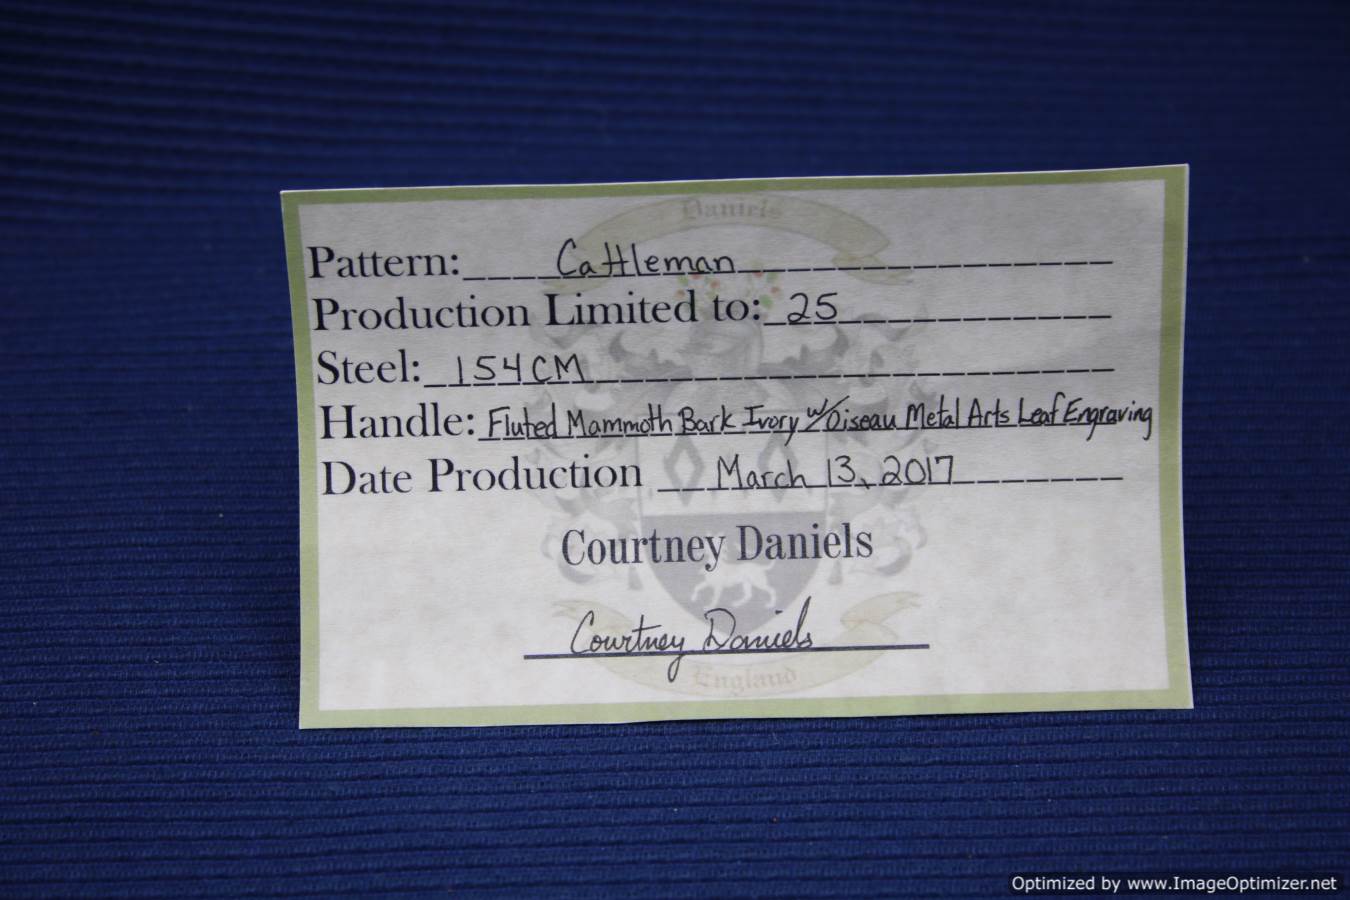 Daniels
Pattern: Cattleman
Production Limited to: 25
Steel: 154CM
Handle: Fluted Mammoth Bark Ivory w/Oiseau Metal Arts Leaf Engraving
Date Production March 13, 2017
Courtney Daniels
Courtney Daniels
England
Optimized by www.ImageOptimizer.net